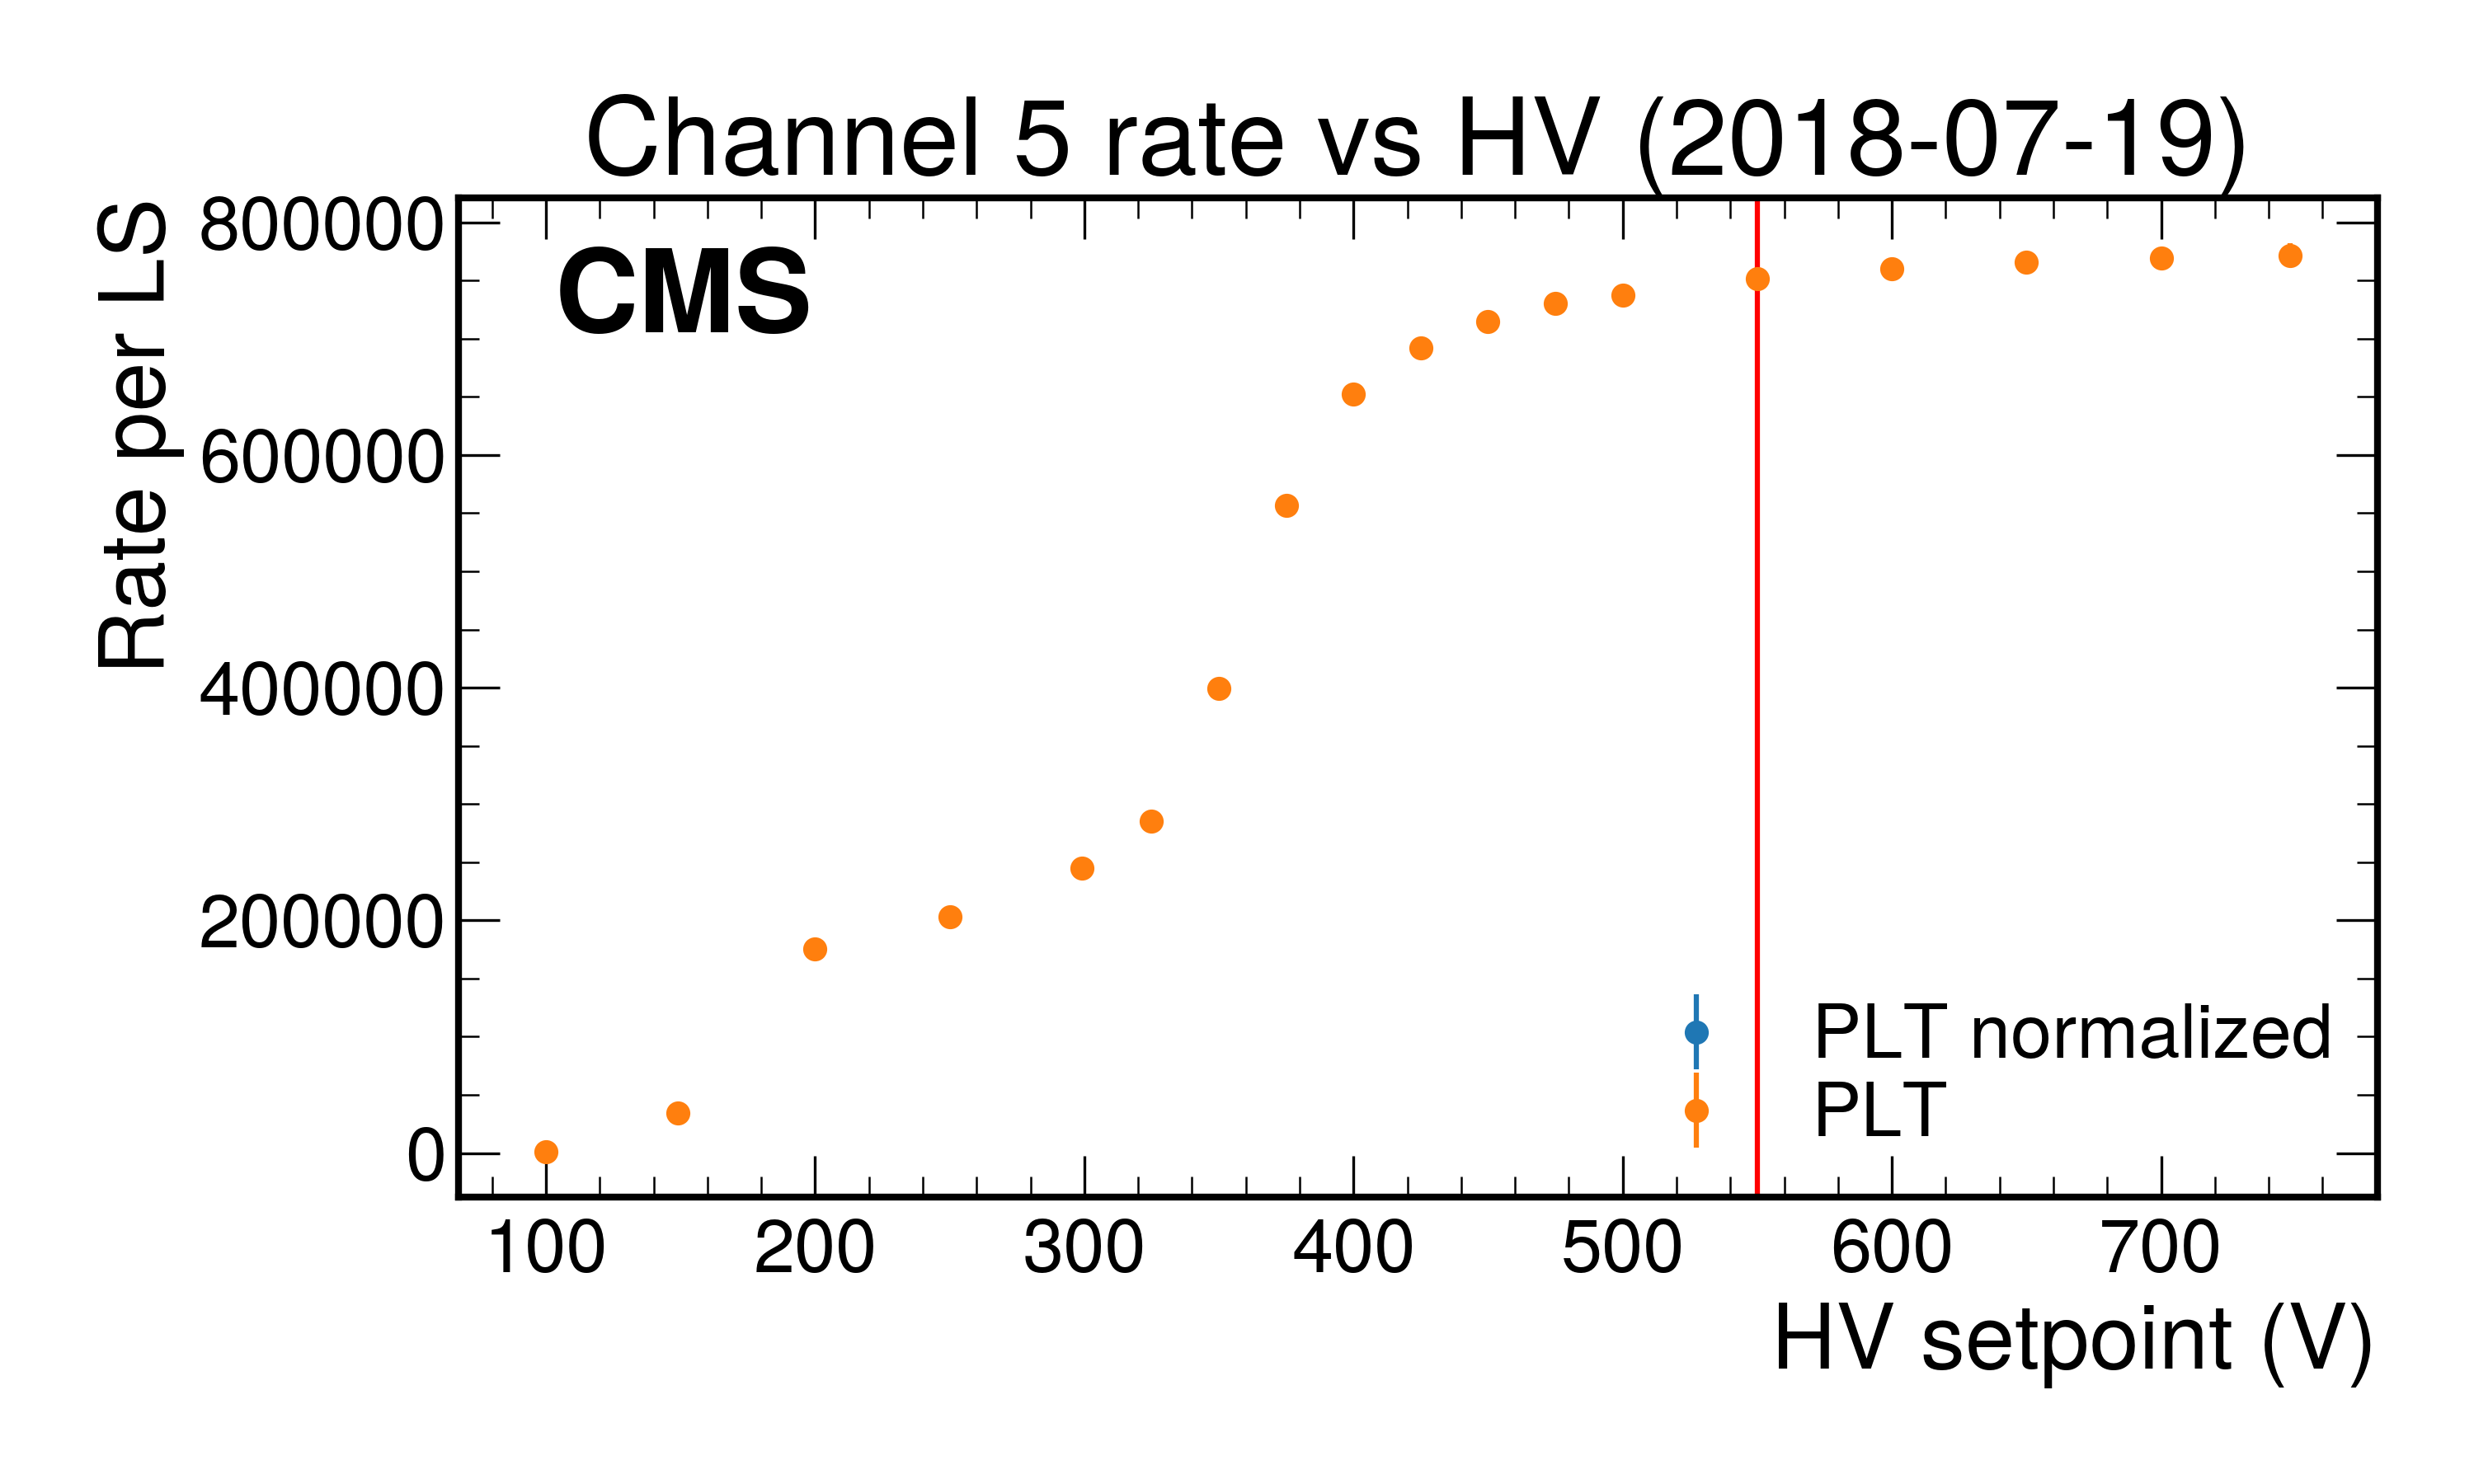 Channel 5 rate vs HV (2018-07-19)
Rate per LS
CMS
800000
600000
400000
200000
0
PLT normalized
PLT
100 200 300 400 500 600 700
HV setpoint (V)